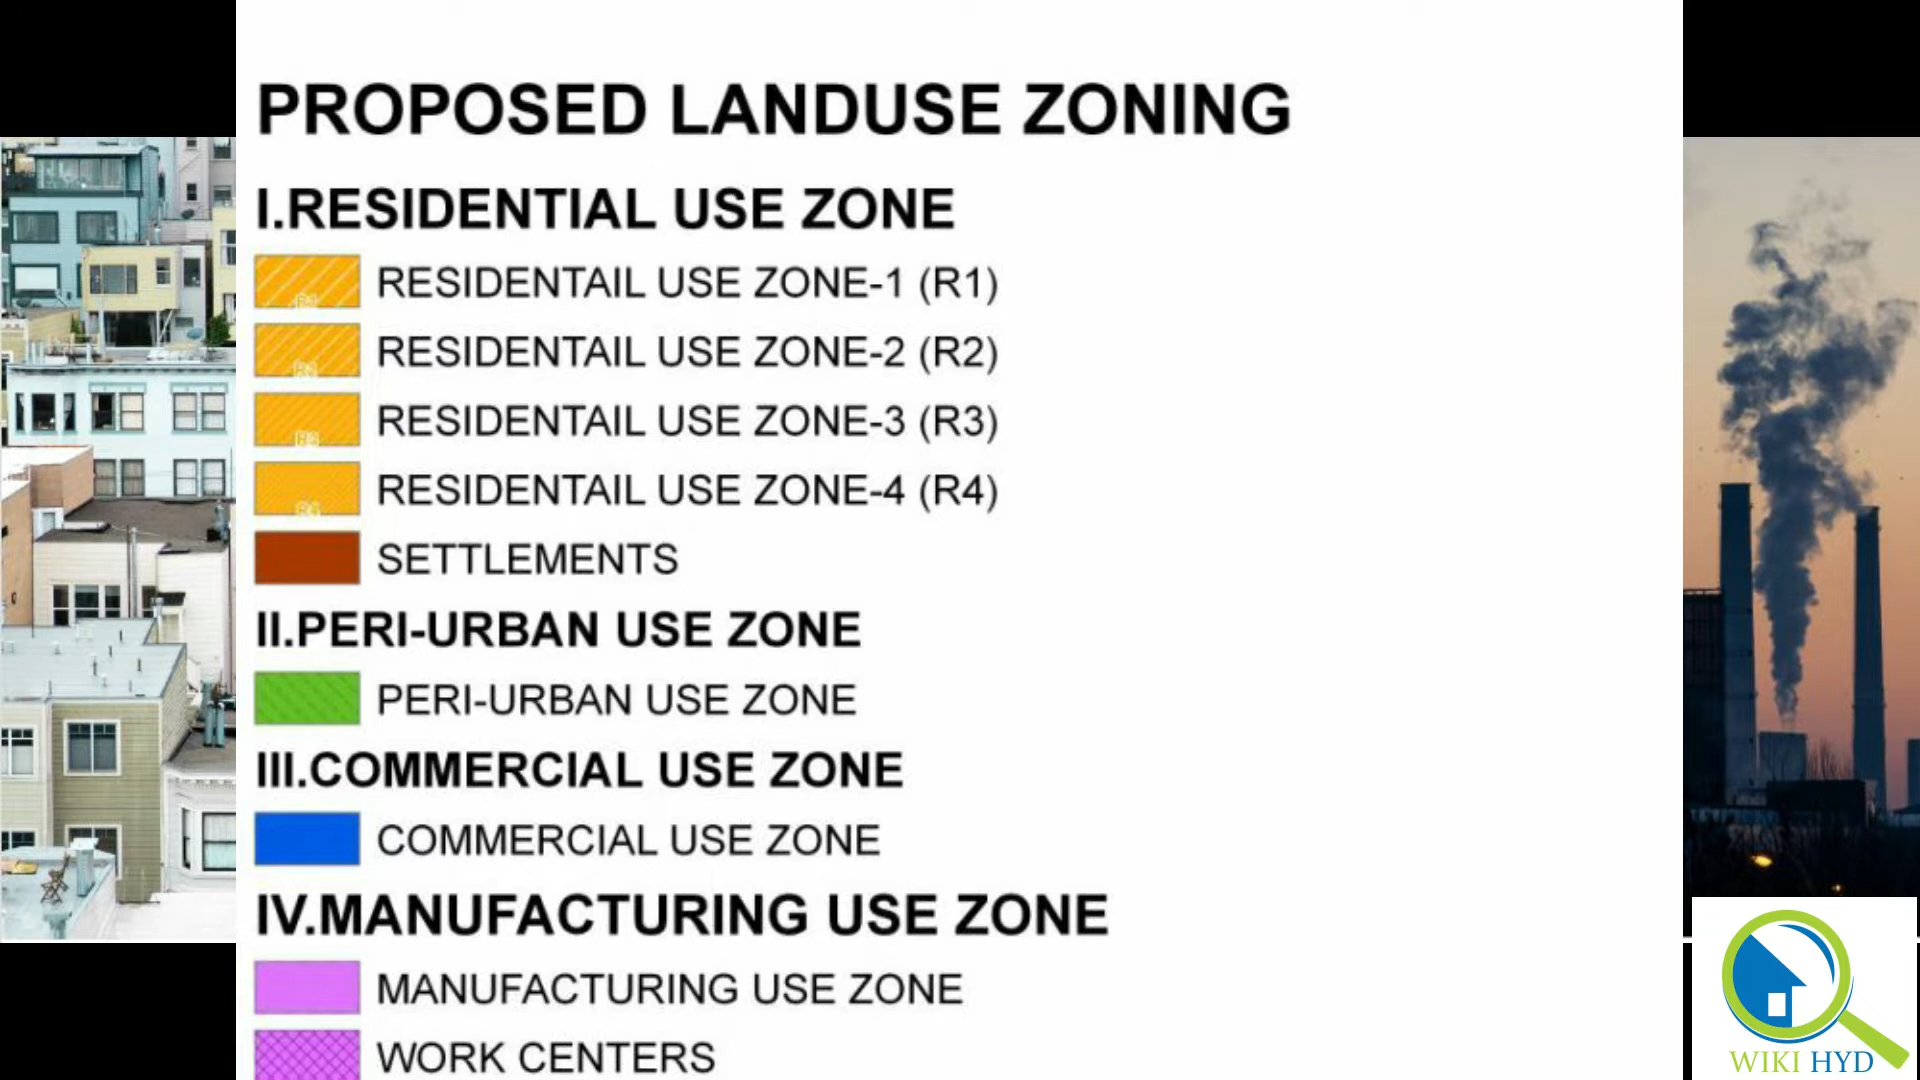 PROPOSED LANDUSE ZONING
I.RESIDENTIAL USE ZONE
RESIDENTAIL USE ZONE-1 (R1)
RESIDENTAIL USE ZONE-2 (R2)
RESIDENTAIL USE ZONE-3 (R3)
RESIDENTAIL USE ZONE-4 (R4)
SETTLEMENTS
II.PERI-URBAN USE ZONE
PERI-URBAN USE ZONE
III.COMMERCIAL USE ZONE
COMMERCIAL USE ZONE
IV.MANUFACTURING USE ZONE
MANUFACTURING USE ZONE
WORK CENTERS
WIKI HYD